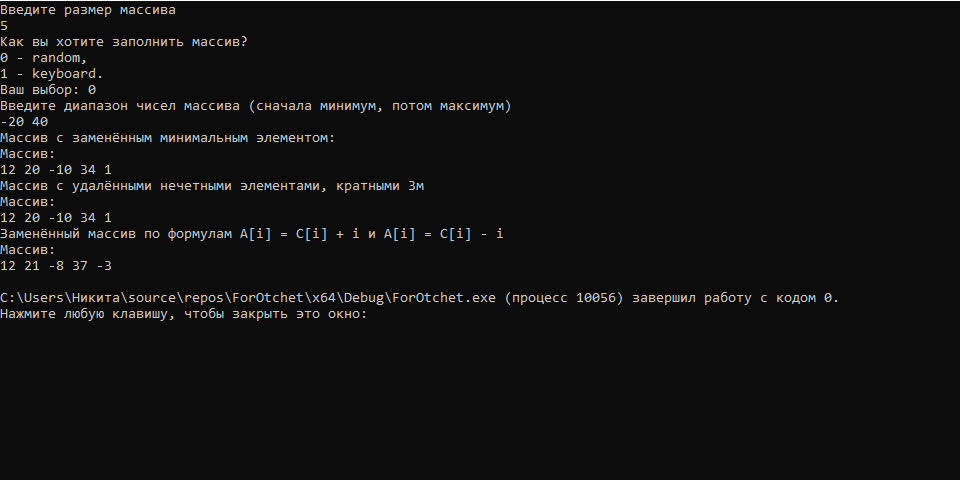 Введите размер массива
5
Как вы хотите заполнить массив?
0 - random,
1 - keyboard.
Ваш выбор: 0
Введите диапазон чисел массива (сначала минимум, потом максимум)
-20 40
Массив с заменённым минимальным элементом:
Массив:
12 20 -10 34 1
Массив с удалёнными нечетными элементами, кратными 3м
Массив:
12 20 -10 34 1
Заменённый массив по формулам A[i] = C[i] + i и A[i] = C[i] - i
Массив:
12 21 -8 37 -3
C:\Users\Никита\source\repos\ForOtchet\x64\Debug\ForOtchet.exe (процесс 10056) завершил работу с кодом 0.
Нажмите любую клавишу, чтобы закрыть это окно: